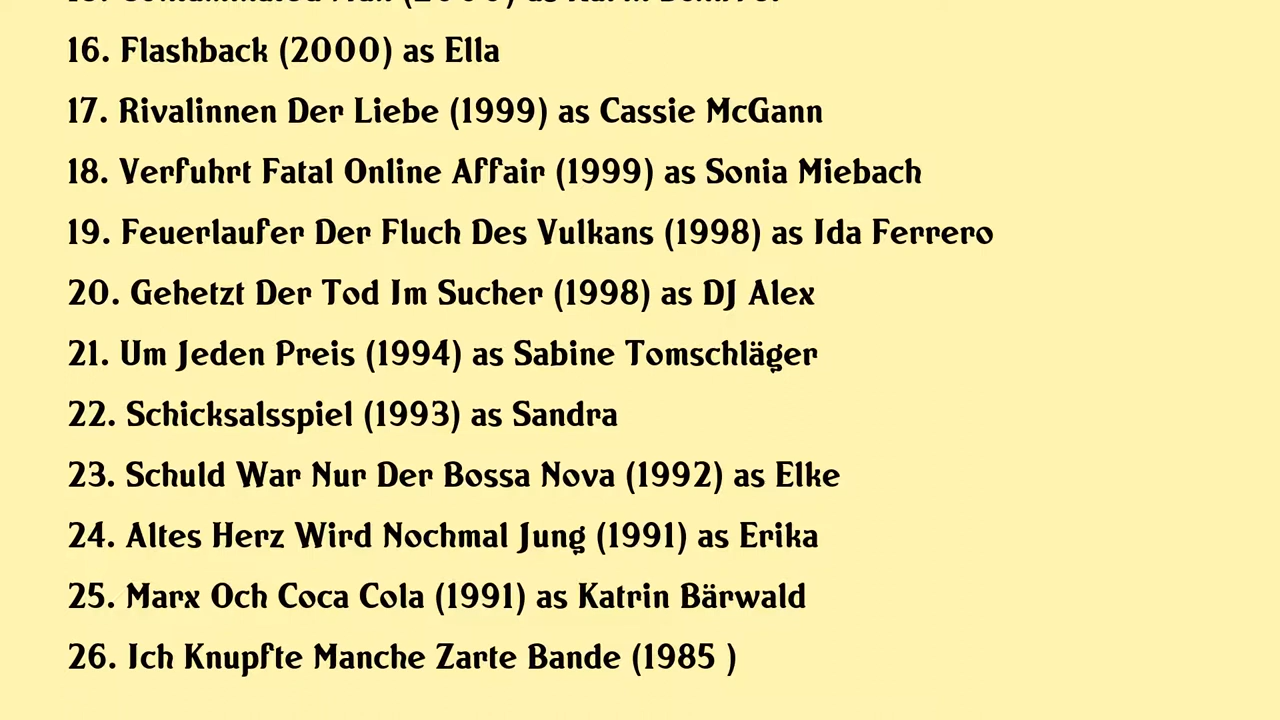 16. Flashback (2000) as Ella
17. Rivalinnen Der Liebe (1999) as Cassie McGann
18. Verfuhrt Fatal Online Affair (1999) as Sonia Miebach
19. Feuerlaufer Der Fluch Des Vulkans (1998) as Ida Ferrero
20. Gehetzt Der Tod Im Sucher (1998) as DJ Alex
21. Um Jeden Preis (1994) as Sabine Tomschläger
22. Schicksalsspiel (1993) as Sandra
23. Schuld War Nur Der Bossa Nova (1992) as Elke
24. Altes Herz Wird Nochmal Jung (1991) as Erika
25. Marx Och Coca Cola (1991) as Katrin Bärwald
26. Ich Knupfte Manche Zarte Bande (1985 )